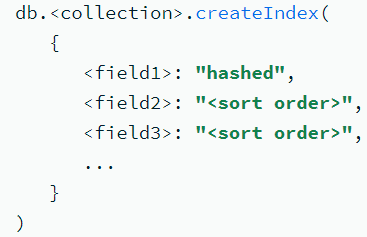 db.<collection>.createIndex(
{
<field1>: "hashed",
<field2>: "<sort order>",
<field3>: "<sort order>",
...
}
)